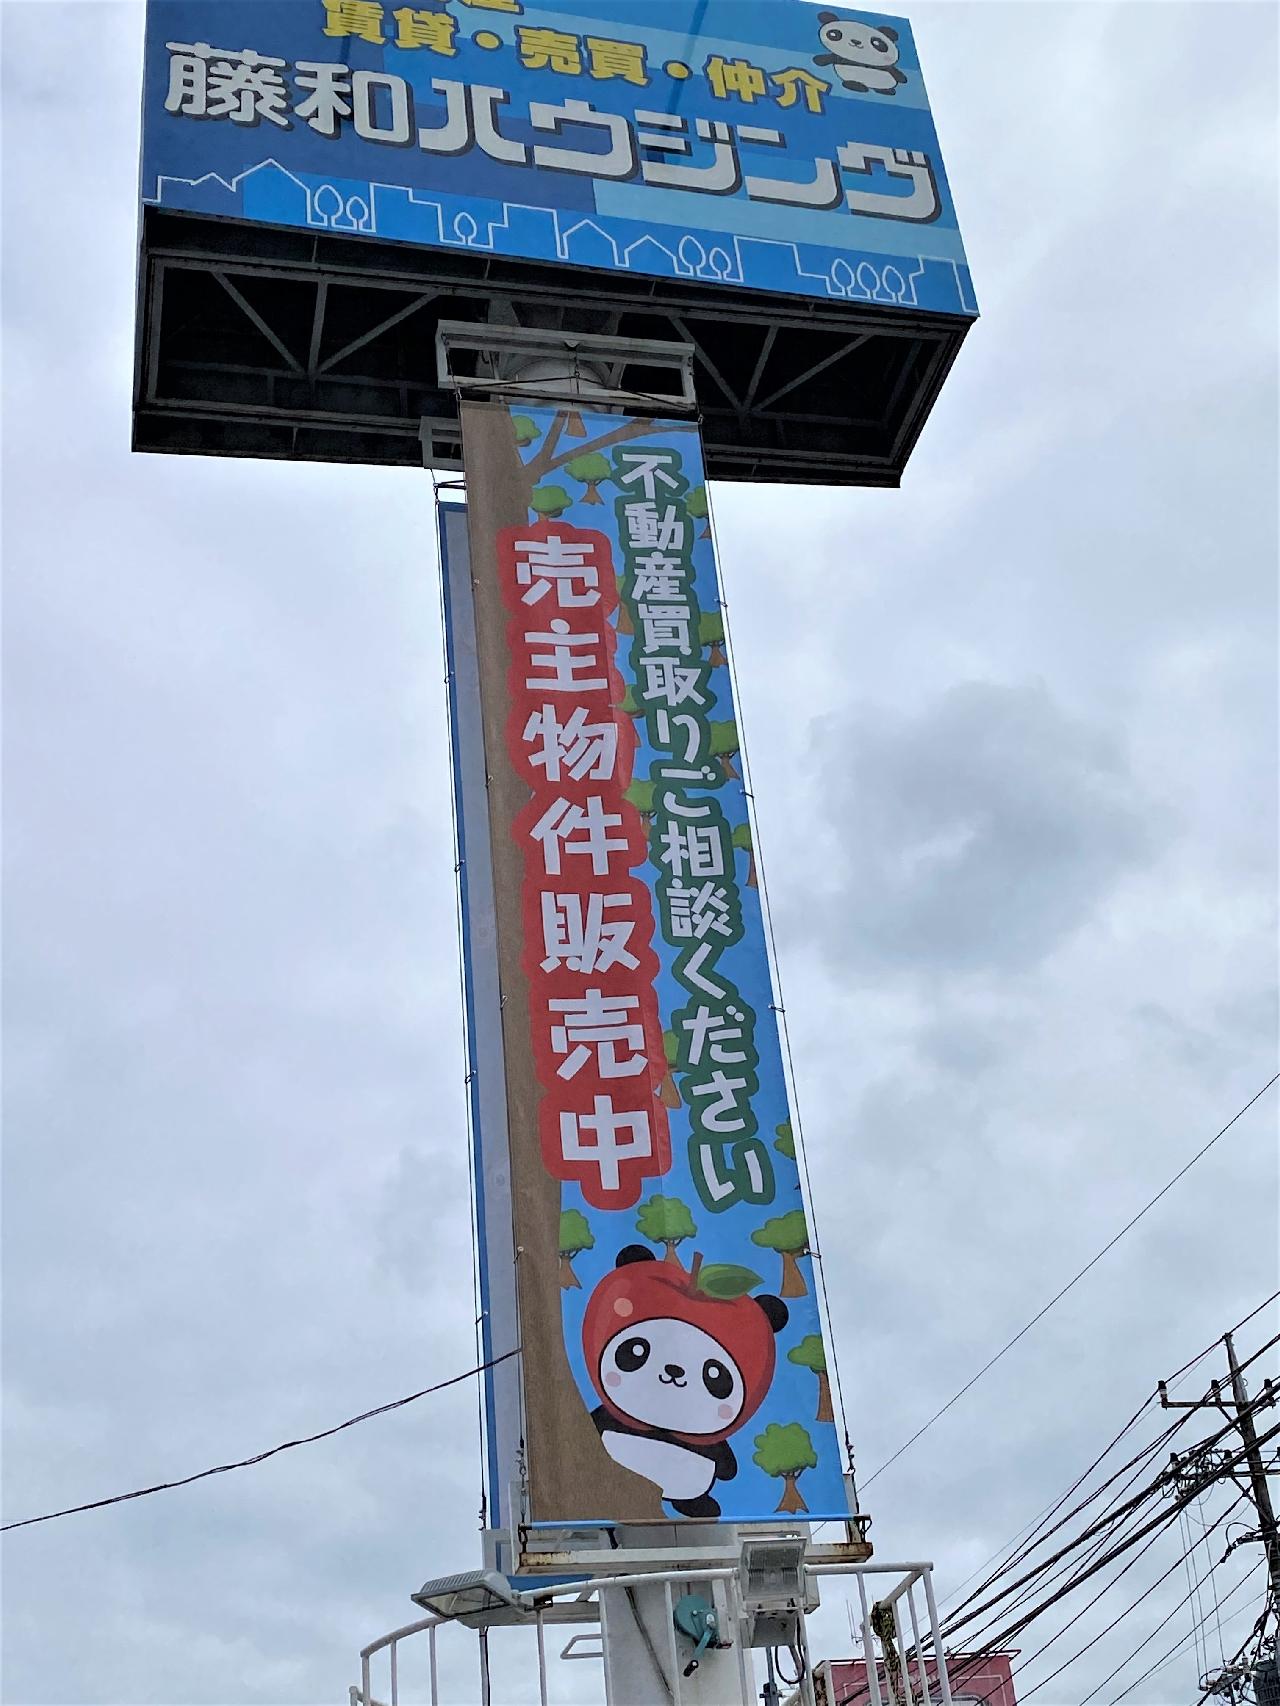 賃貸・売買・仲介
藤和ハウジング
不動産買取りご相談ください
売主物件販売中